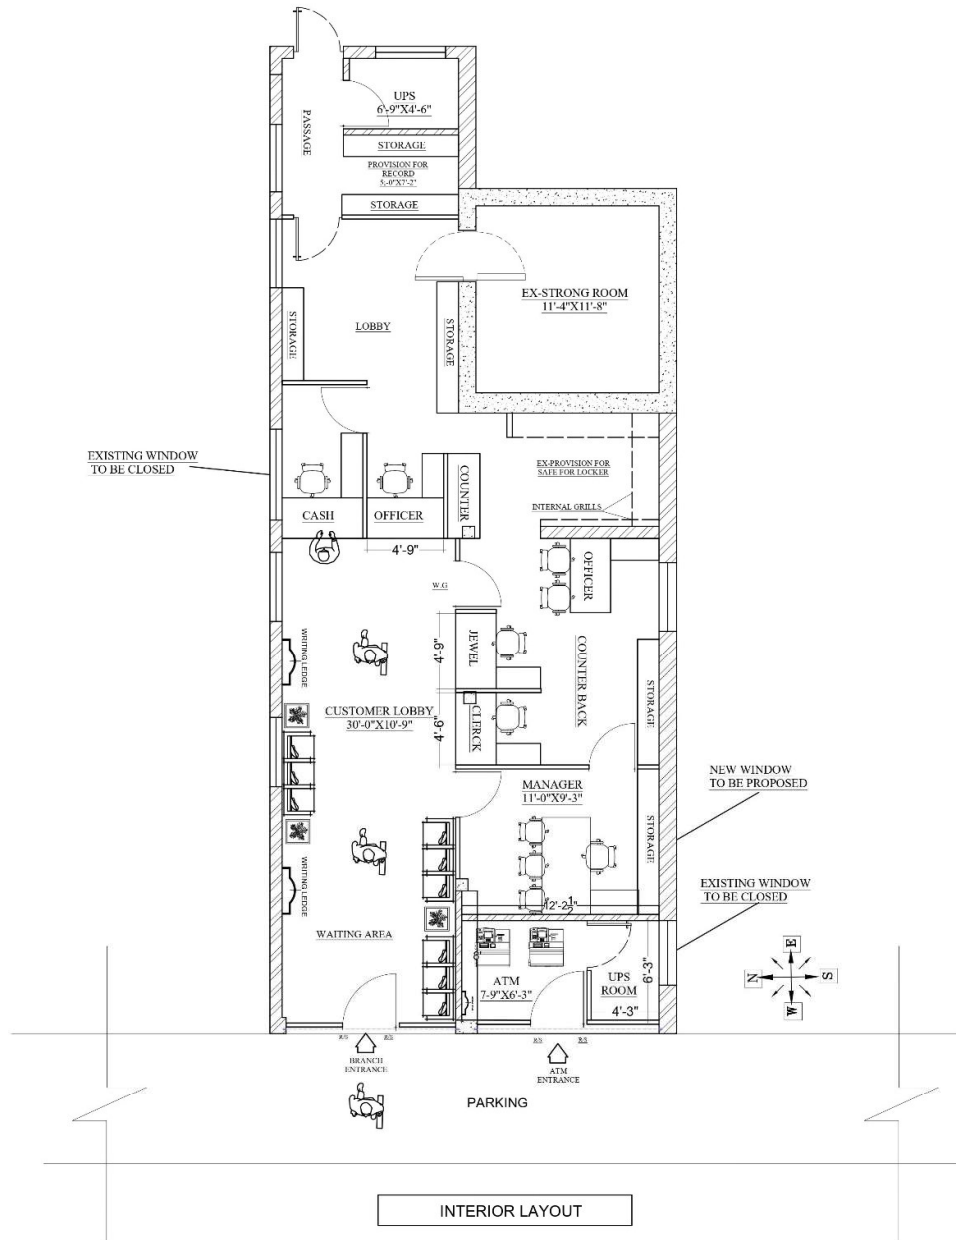 UPS
6'-9"X4'-6"
PASSAGE
STORAGE
PROVISION FOR
RECORD
5;-0"X7'-2"
STORAGE
EX-STRONG ROOM
11'-4"X11'-8"
STORAGE
LOBBY
STORAGE
EXISTING WINDOW
TO BE CLOSED
EX-PROVISION FOR
SAFE FOR LOCKER
COUNTER
INTERNAL GRILLS
CASH
OFFICER
4'-9"
OFFICER
W.G
WRITING LEDGE
4'-9"
JEWEL
COUNTER BACK
STORAGE
CUSTOMER LOBBY
30'-0"X10'-9"
4'-6"
CLERCK
MANAGER
11'-0"X9'-3"
NEW WINDOW
TO BE PROPOSED
STORAGE
WRITING LEDGE
EXISTING WINDOW
TO BE CLOSED
WAITING AREA
ATM
7-9"X6'-3"
UPS
ROOM
4'-3"
6'-3"
E
N
S
W
R/S
R/S
R/S
R/S
BRANCH
ENTRANCE
ATM
ENTRANCE
PARKING
INTERIOR LAYOUT